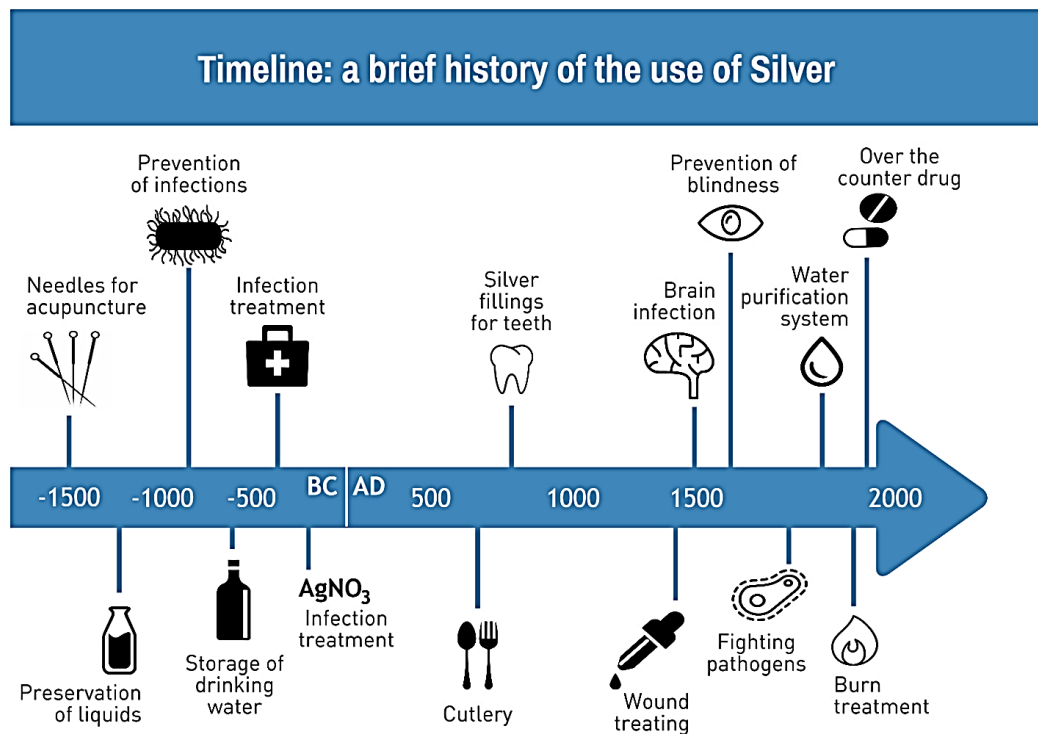 Timeline: a brief history of the use of Silver
Prevention
of infections
Prevention of
blindness
Over the
counter drug
Needles for
acupuncture
Infection
treatment
Silver
fillings
for teeth
Brain
infection
Water
purification
system
-1500
-1000
-500
BC
AD
500
1000
1500
2000
Preservation
of liquids
Storage of
drinking
water
AgNO₃
Infection
treatment
Cutlery
Wound
treating
Fighting
pathogens
Burn
treatment